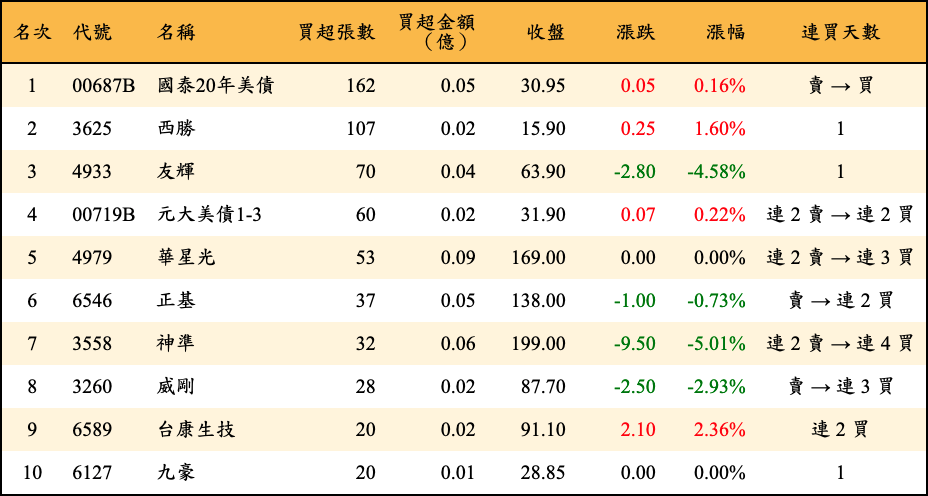 名次 代號 名稱 買超張數 買超金額（億） 收盤 漲跌 漲幅 連買天數
1 00687B 國泰20年美債 162 0.05 30.95 0.05 0.16% 賣 → 買
2 3625 西勝 107 0.02 15.90 0.25 1.60% 1
3 4933 友輝 70 0.04 63.90 -2.80 -4.58% 1
4 00719B 元大美債1-3 60 0.02 31.90 0.07 0.22% 連 2 賣 → 連 2 買
5 4979 華星光 53 0.09 169.00 0.00 0.00% 連 2 賣 → 連 3 買
6 6546 正基 37 0.05 138.00 -1.00 -0.73% 賣 → 連 2 買
7 3558 神準 32 0.06 199.00 -9.50 -5.01% 連 2 賣 → 連 4 買
8 3260 威剛 28 0.02 87.70 -2.50 -2.93% 賣 → 連 3 買
9 6589 台康生技 20 0.02 91.10 2.10 2.36% 連 2 買
10 6127 九豪 20 0.01 28.85 0.00 0.00% 1